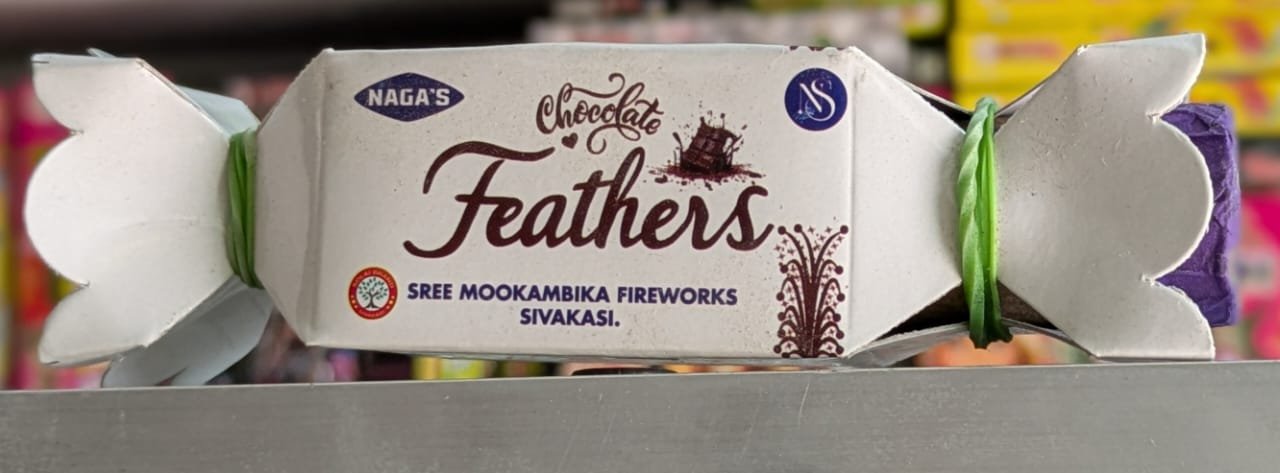 NAGA'S
NS
Chocolate
Feathers
SREE MOOKAMBIKA FIREWORKS
SIVAKASI.